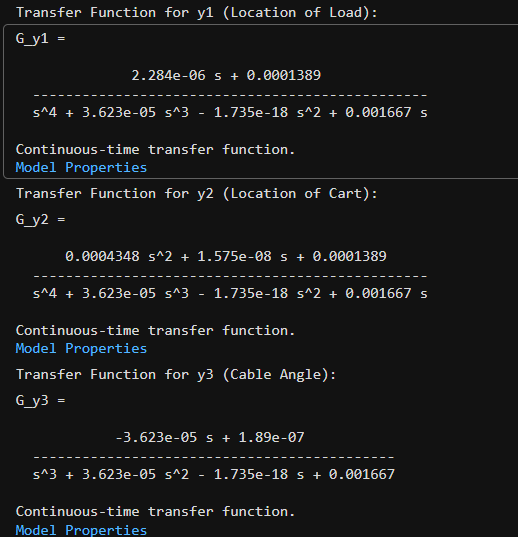 Transfer Function for y1 (Location of Load):
G_y1 =
2.284e-06 s + 0.0001389
------------------------------------------------
s^4 + 3.623e-05 s^3 - 1.735e-18 s^2 + 0.001667 s
Continuous-time transfer function.
Model Properties
Transfer Function for y2 (Location of Cart):
G_y2 =
0.0004348 s^2 + 1.575e-08 s + 0.0001389
------------------------------------------------
s^4 + 3.623e-05 s^3 - 1.735e-18 s^2 + 0.001667 s
Continuous-time transfer function.
Model Properties
Transfer Function for y3 (Cable Angle):
G_y3 =
-3.623e-05 s + 1.89e-07
--------------------------------------------
s^3 + 3.623e-05 s^2 - 1.735e-18 s + 0.001667
Continuous-time transfer function.
Model Properties